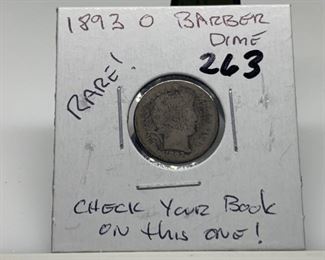 1893 O BARBER
DIME
263
RARE!
CHECK YOUR BOOK
ON this ONE!